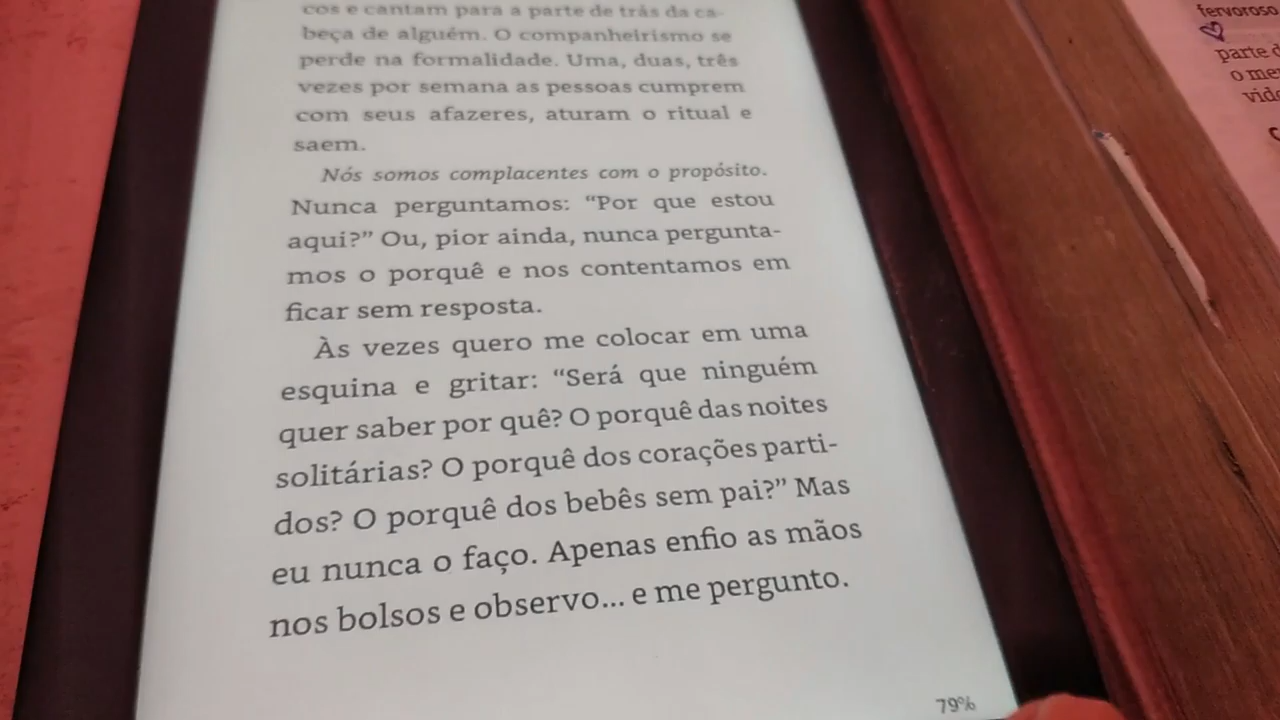 cos e cantam para a parte de trás da ca-
beça de alguém. O companheirismo se
perde na formalidade. Uma, duas, três
vezes por semana as pessoas cumprem
com seus afazeres, aturam o ritual e
saem.
Nós somos complacentes com o propósito.
Nunca perguntamos: “Por que estou
aqui?” Ou, pior ainda, nunca pergunta-
mos o porquê e nos contentamos em
ficar sem resposta.
Às vezes quero me colocar em uma
esquina e gritar: “Será que ninguém
quer saber por quê? O porquê das noites
solitárias? O porquê dos corações parti-
dos? O porquê dos bebês sem pai?” Mas
eu nunca o faço. Apenas enfio as mãos
nos bolsos e observo... e me pergunto.
79%
fervoroso
parte
o